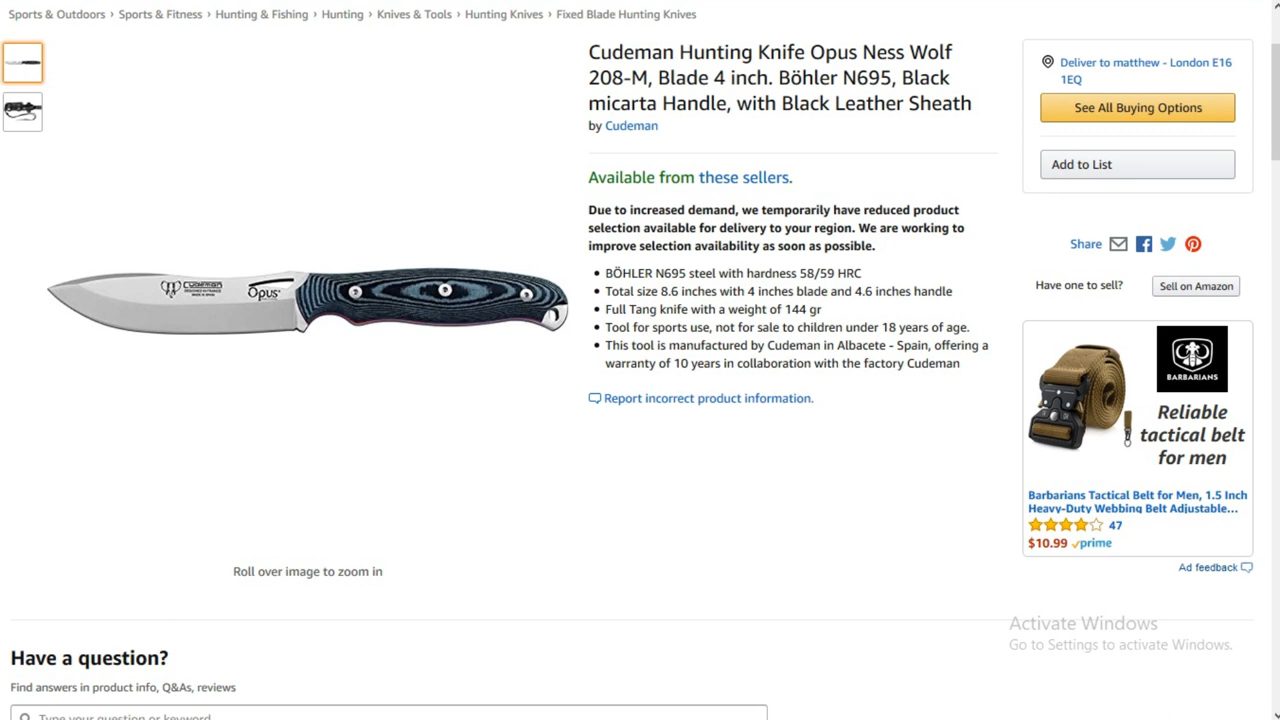 Sports & Outdoors › Sports & Fitness › Hunting & Fishing › Hunting › Knives & Tools › Hunting Knives › Fixed Blade Hunting Knives
Cudeman Hunting Knife Opus Ness Wolf
208-M, Blade 4 inch. Böhler N695, Black
micarta Handle, with Black Leather Sheath
by Cudeman
Available from these sellers.
Due to increased demand, we temporarily have reduced product
selection available for delivery to your region. We are working to
improve selection availability as soon as possible.
• BÖHLER N695 steel with hardness 58/59 HRC
• Total size 8.6 inches with 4 inches blade and 4.6 inches handle
• Full Tang knife with a weight of 144 gr
• Tool for sports use, not for sale to children under 18 years of age.
• This tool is manufactured by Cudeman in Albacete - Spain, offering a
warranty of 10 years in collaboration with the factory Cudeman
Report incorrect product information.
CUDEMAN
Opus
Roll over image to zoom in
Deliver to matthew - London E16
1EQ
See All Buying Options
Add to List
Share
Have one to sell?
Sell on Amazon
BARBARIANS
Reliable
tactical belt
for men
Barbarians Tactical Belt for Men, 1.5 Inch
Heavy-Duty Webbing Belt Adjustable...
47
$10.99 prime
Ad feedback
Activate Windows
Go to Settings to activate Windows.
Have a question?
Find answers in product info, Q&As, reviews
Type your question or keyword